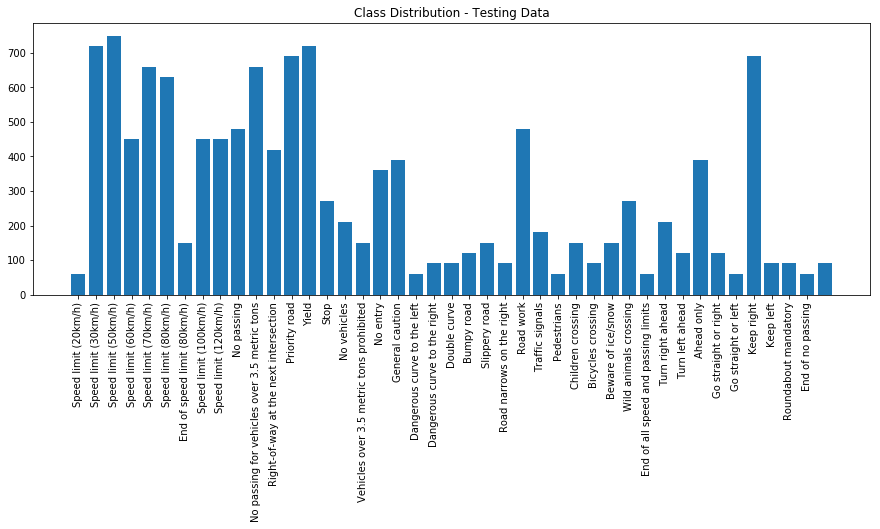 Class Distribution - Testing Data
700
600
500
400
300
200
100
0
Speed limit (20km/h)
Speed limit (30km/h)
Speed limit (50km/h)
Speed limit (60km/h)
Speed limit (70km/h)
Speed limit (80km/h)
End of speed limit (80km/h)
Speed limit (100km/h)
Speed limit (120km/h)
No passing
No passing for vehicles over 3.5 metric tons
Right-of-way at the next intersection
Priority road
Yield
Stop
No vehicles
Vehicles over 3.5 metric tons prohibited
No entry
General caution
Dangerous curve to the left
Dangerous curve to the right
Double curve
Bumpy road
Slippery road
Road narrows on the right
Road work
Traffic signals
Pedestrians
Children crossing
Bicycles crossing
Beware of ice/snow
Wild animals crossing
End of all speed and passing limits
Turn right ahead
Turn left ahead
Ahead only
Go straight or right
Go straight or left
Keep right
Keep left
Roundabout mandatory
End of no passing